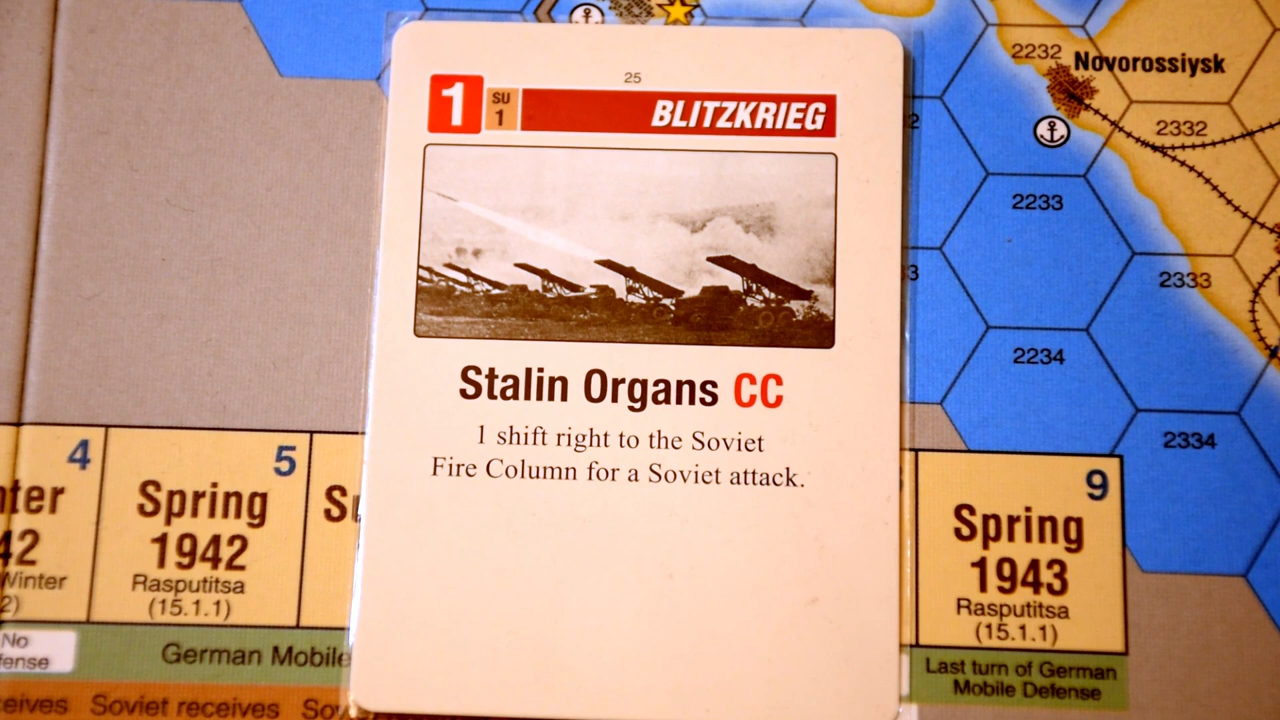 25
1
SU
1
BLITZKRIEG
Stalin Organs CC
1 shift right to the Soviet
Fire Column for a Soviet attack.
2232
Novorossiysk
2332
2233
2333
2234
2334
4
42
Winter
5
Spring
1942
Rasputitsa
(15.1.1)
9
Spring
1943
Rasputitsa
(15.1.1)
No
German Mobile
Last turn of German
Mobile Defense
Soviet receives